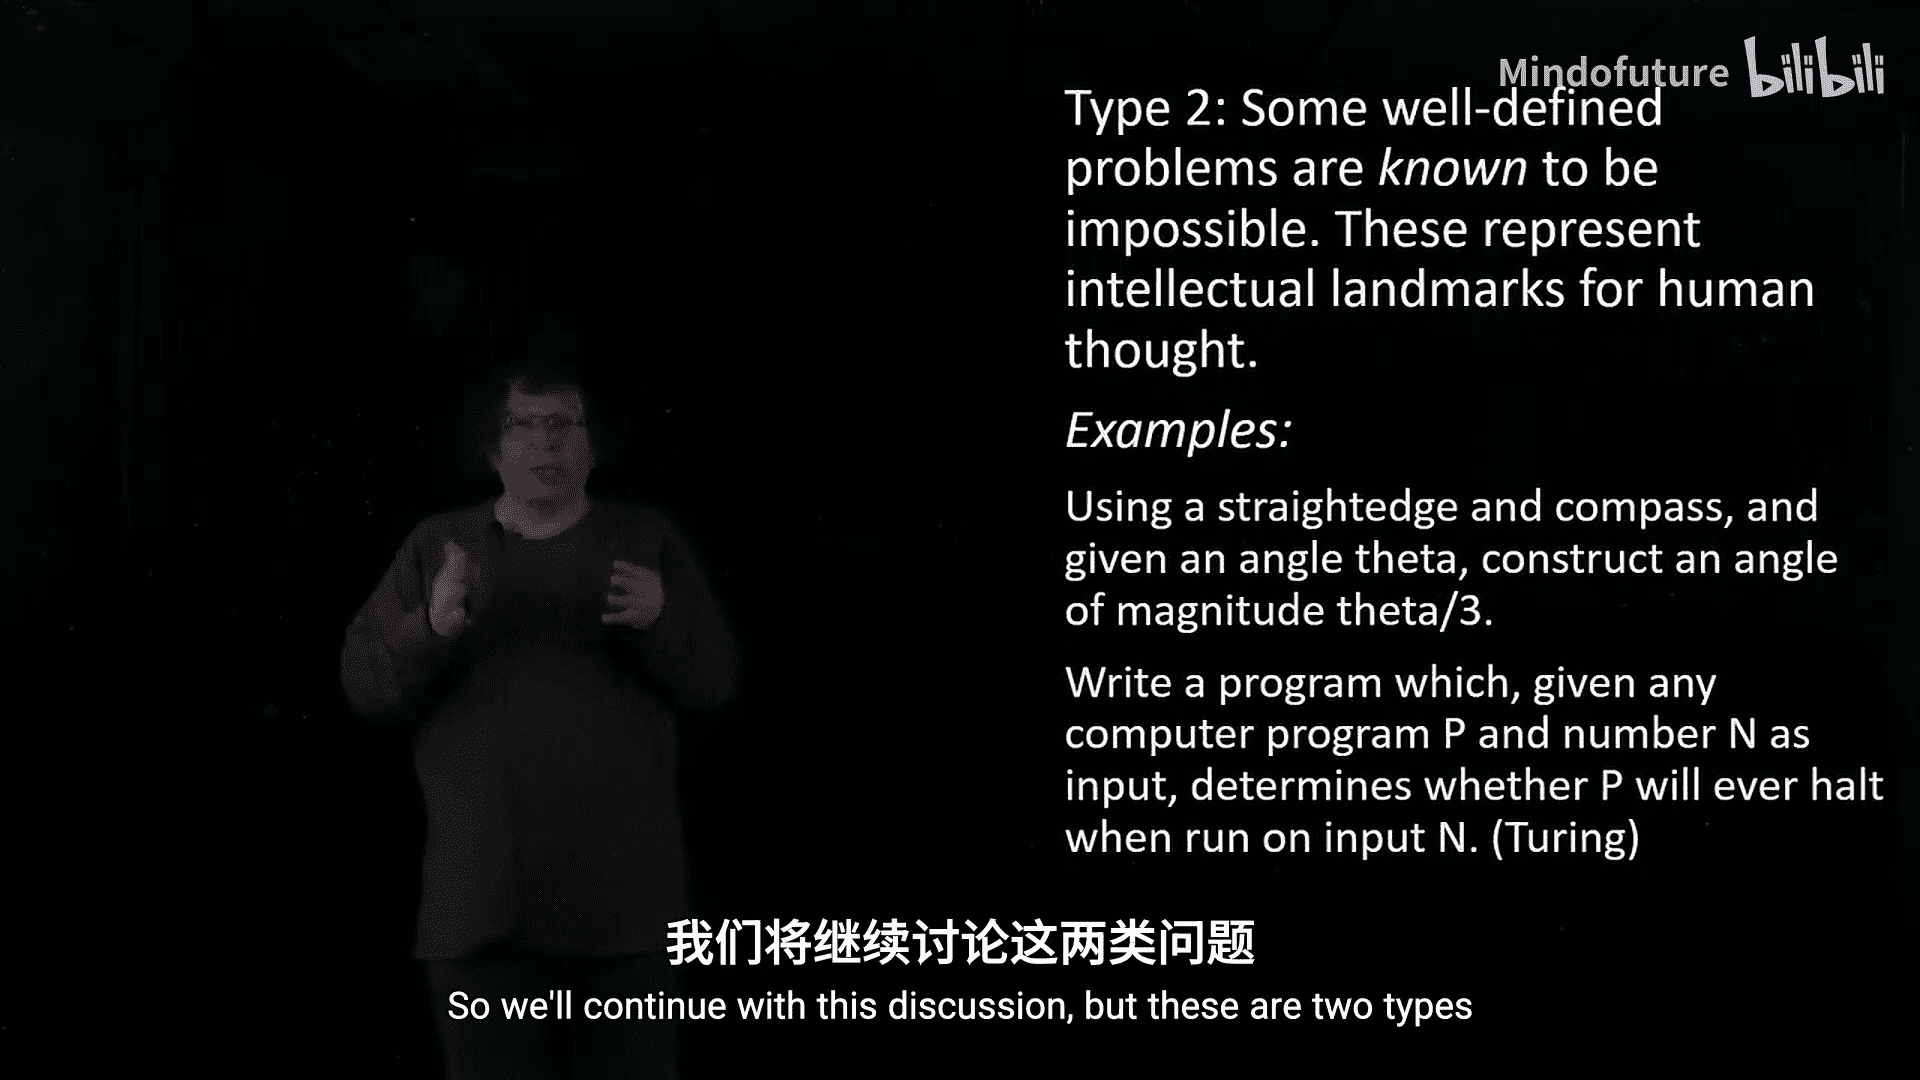 Mindofuture bilibili
Type 2: Some well-defined
problems are known to be
impossible. These represent
intellectual landmarks for human
thought.
Examples:
Using a straightedge and compass, and
given an angle theta, construct an angle
of magnitude theta/3.
Write a program which, given any
computer program P and number N as
input, determines whether P will ever halt
when run on input N. (Turing)
我们将继续讨论这两类问题
So we'll continue with this discussion, but these are two types